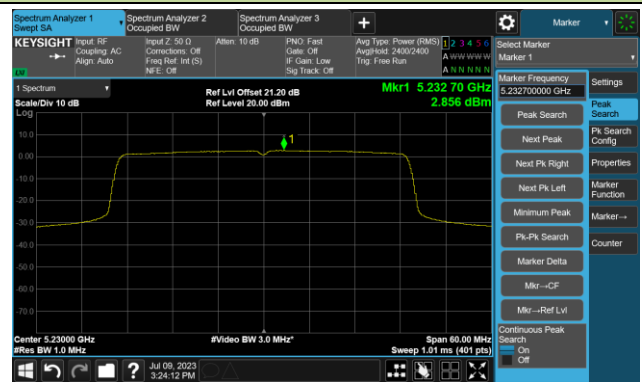 Spectrum Analyzer 1
Swept SA
Spectrum Analyzer 2
Occupied BW
Spectrum Analyzer 3
Occupied BW
Marker
KEYSIGHT
Input: RF
Coupling: AC
Align: Auto
Input Z: 50 Ω
Corrections: Off
Freq Ref: Int (S)
NFE: Off
Atten: 10 dB
PNO: Fast
Gate: Off
IF Gain: Low
Sig Track: Off
Avg Type: Power (RMS)
Avg|Hold: 2400/2400
Trig: Free Run
1 2 3 4 5 6
A W W W W W
A N N N N N
LV
Select Marker
Marker 1
1 Spectrum
Scale/Div 10 dB
Log
Ref Lvl Offset 21.20 dB
Ref Level 20.00 dBm
Mkr1 5.232 70 GHz
2.856 dBm
1
10.0
0.00
-10.0
-20.0
-30.0
-40.0
-50.0
-60.0
-70.0
Center 5.23000 GHz
#Res BW 1.0 MHz
#Video BW 3.0 MHz*
Span 60.00 MHz
Sweep 1.01 ms (401 pts)
Marker Frequency
5.232700000 GHz
Peak Search
Next Peak
Next Pk Right
Next Pk Left
Minimum Peak
Pk-Pk Search
Marker Delta
Mkr→CF
Mkr→Ref Lvl
Continuous Peak
Search
On
Off
Settings
Peak
Search
Pk Search
Config
Properties
Marker
Function
Marker→
Counter
?
Jul 09, 2023
3:24:12 PM